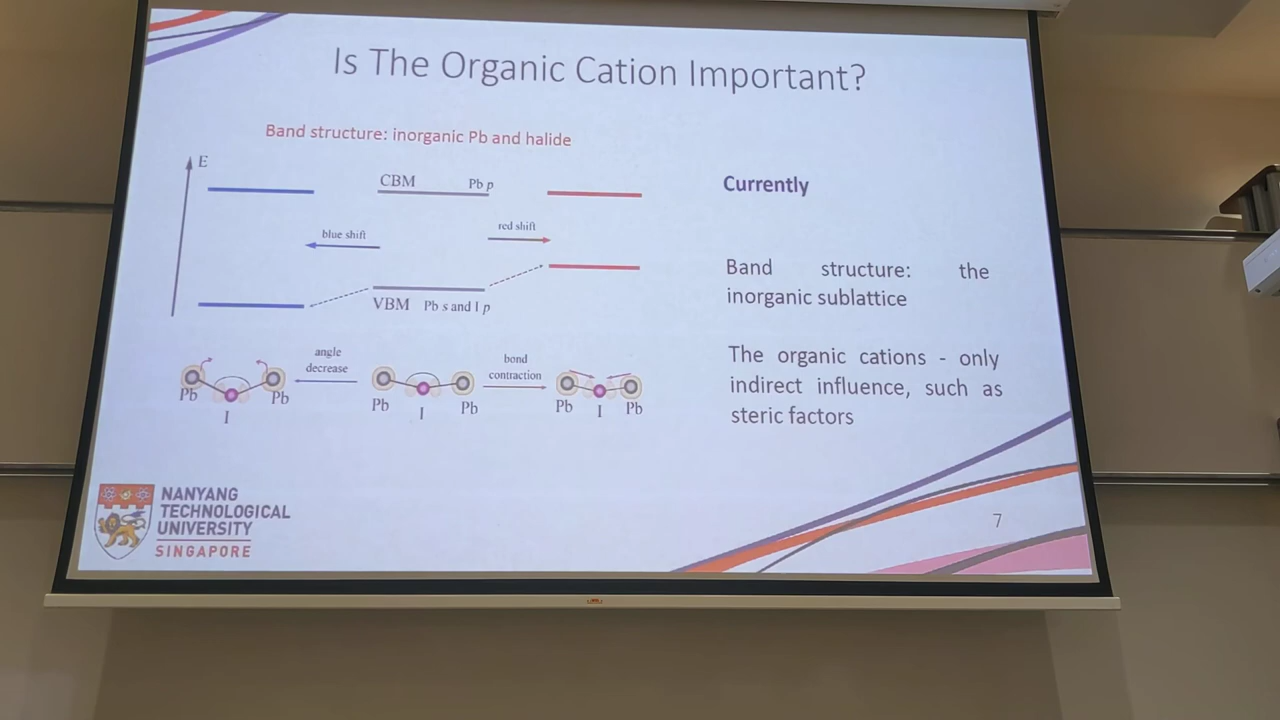 Is The Organic Cation Important?
Band structure: inorganic Pb and halide
E
CBM Pb p
blue shift
red shift
VBM Pb s and I p
angle
decrease
bond
contraction
Pb I Pb
Pb I Pb
Pb I Pb
Currently
Band structure: the
inorganic sublattice
The organic cations - only
indirect influence, such as
steric factors
NANYANG
TECHNOLOGICAL
UNIVERSITY
SINGAPORE
7